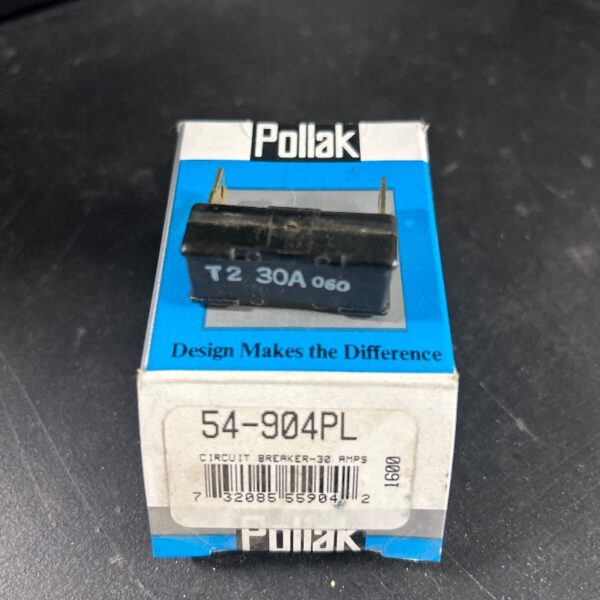 Pollak
T2 30A 060
Design Makes the Difference
54-904PL
CIRCUIT BREAKER-30 AMPS
7 32085 55904 2
1600
Pollak